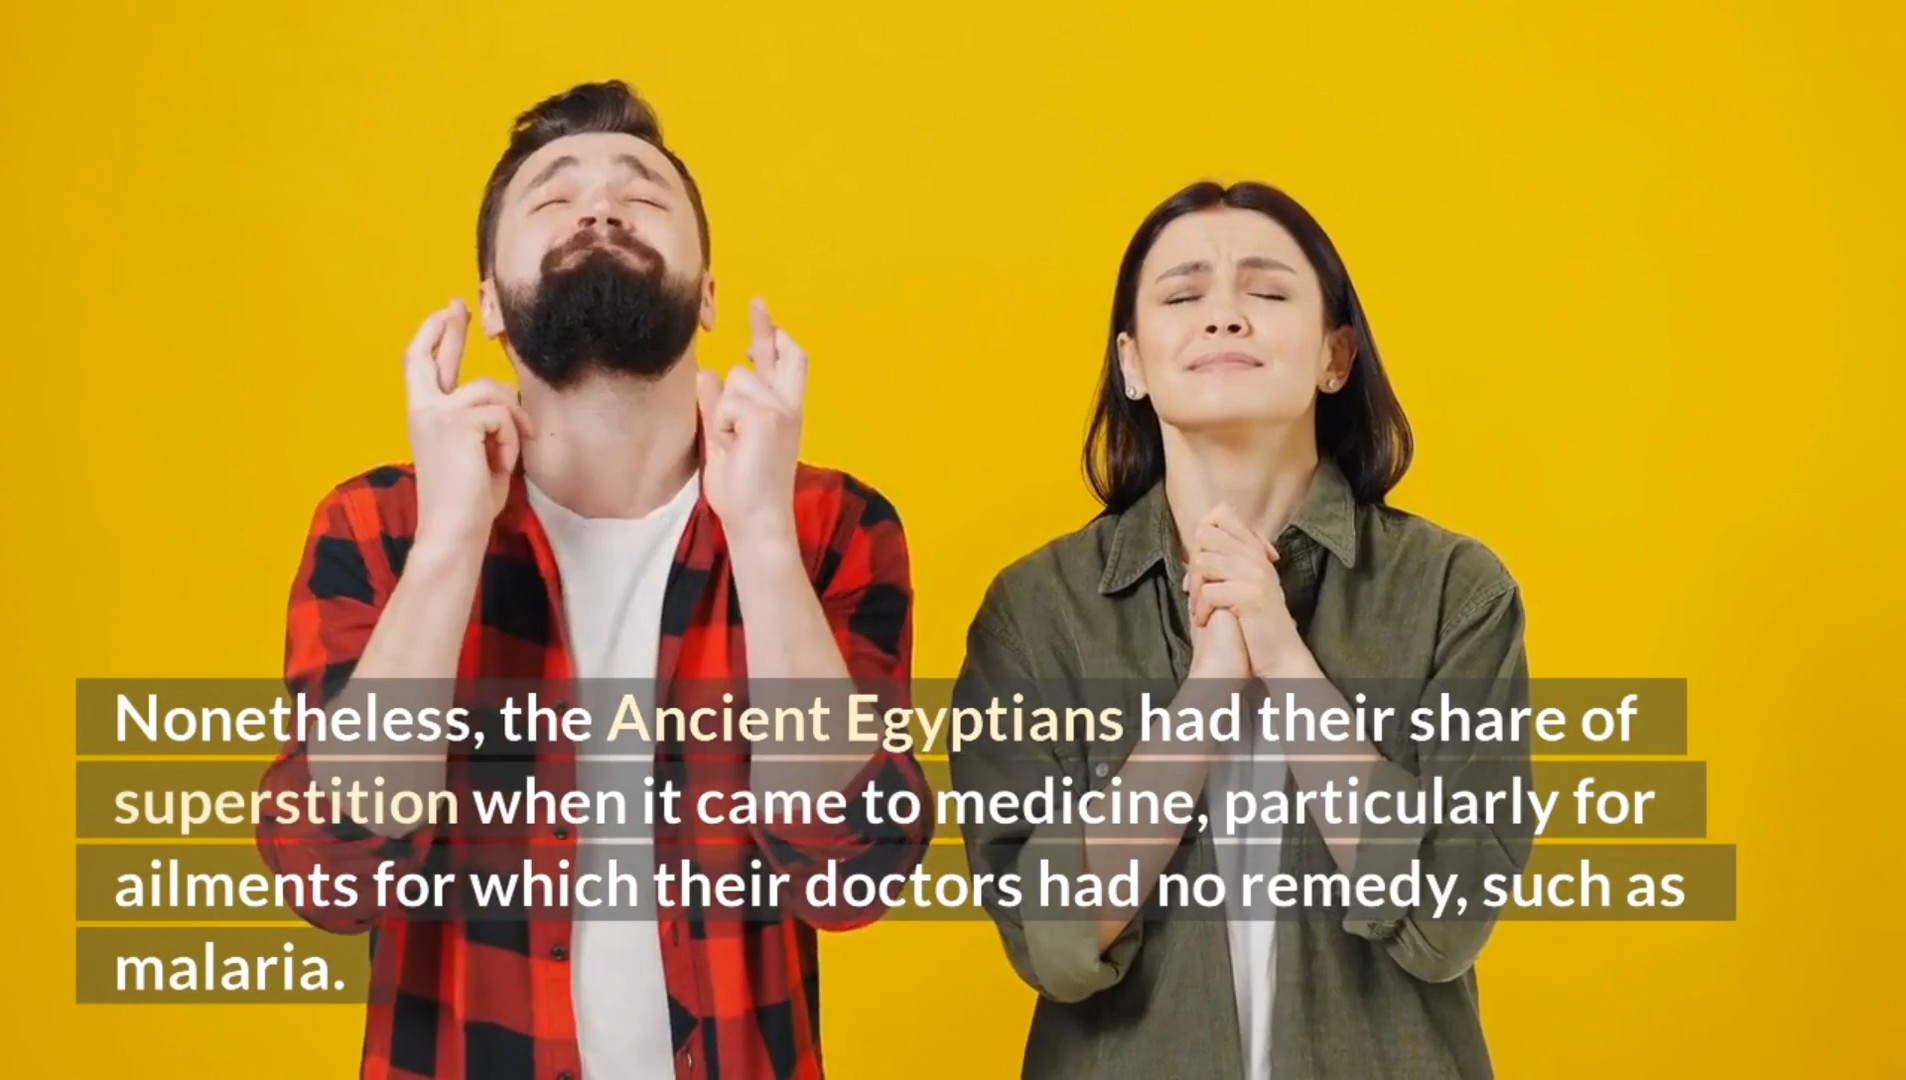 Nonetheless, the Ancient Egyptians had their share of
superstition when it came to medicine, particularly for
ailments for which their doctors had no remedy, such as
malaria.